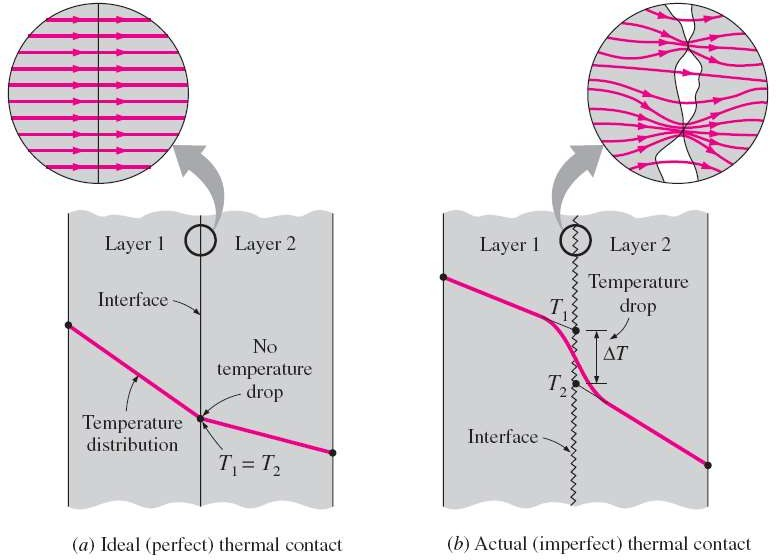 Layer 1
Layer 2
Interface
No
temperature
drop
Temperature
distribution
T1 = T2
(a) Ideal (perfect) thermal contact
Layer 1
Layer 2
Temperature
drop
T1
ΔT
T2
Interface
(b) Actual (imperfect) thermal contact